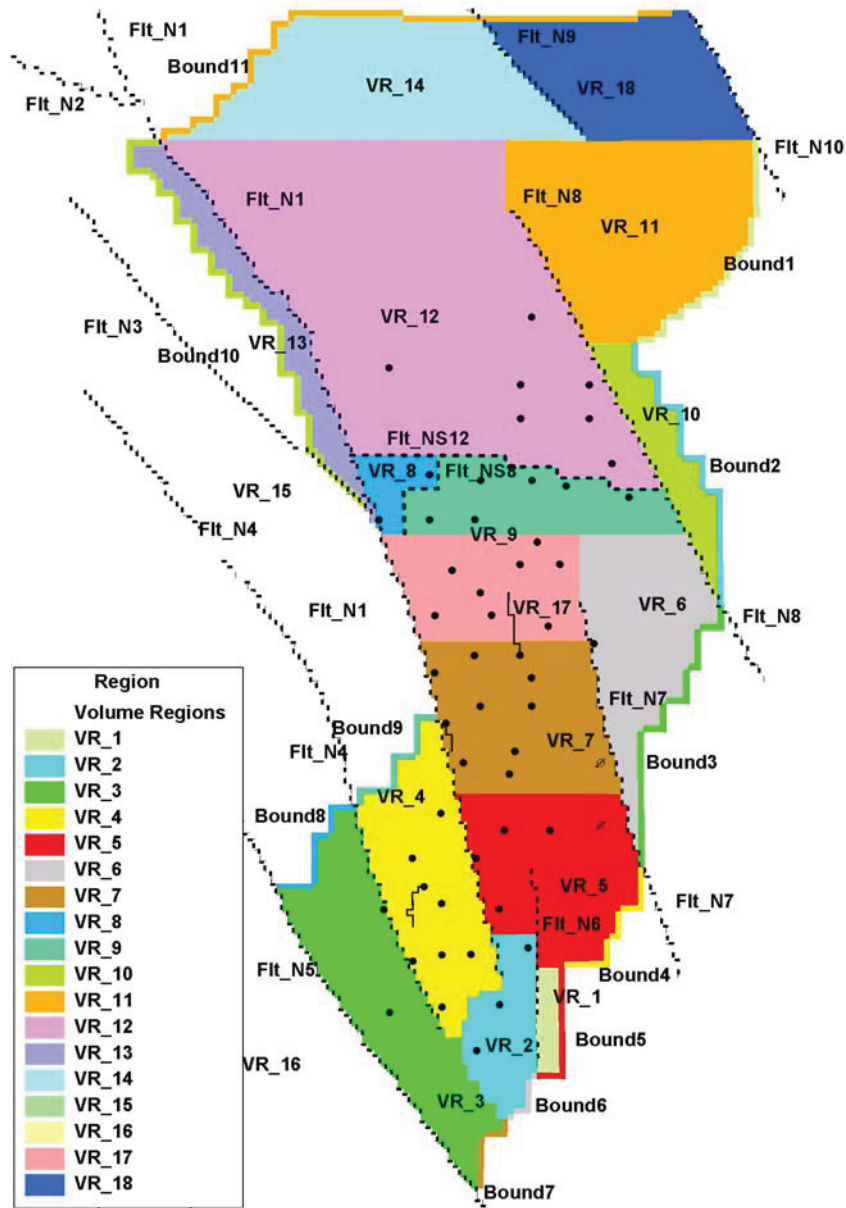 Flt_N1
Flt_N9
Bound11
Flt_N2
VR_14
VR_18
Flt_N10
Flt_N1
Flt_N8
VR_11
Bound1
Flt_N3
VR_12
VR_13
Bound10
VR_10
Flt_NS12
VR_8
Flt_NS8
Bound2
VR_15
Flt_N4
VR_9
Flt_N1
VR_17
VR_6
Flt_N8
Flt_N7
Bound9
VR_7
Flt_N4
Bound3
VR_4
Bound8
VR_5
Flt_N7
Flt_N6
Flt_N5
Bound4
VR_1
Bound5
VR_2
VR_16
VR_3
Bound6
Bound7
Region
Volume Regions
VR_1
VR_2
VR_3
VR_4
VR_5
VR_6
VR_7
VR_8
VR_9
VR_10
VR_11
VR_12
VR_13
VR_14
VR_15
VR_16
VR_17
VR_18